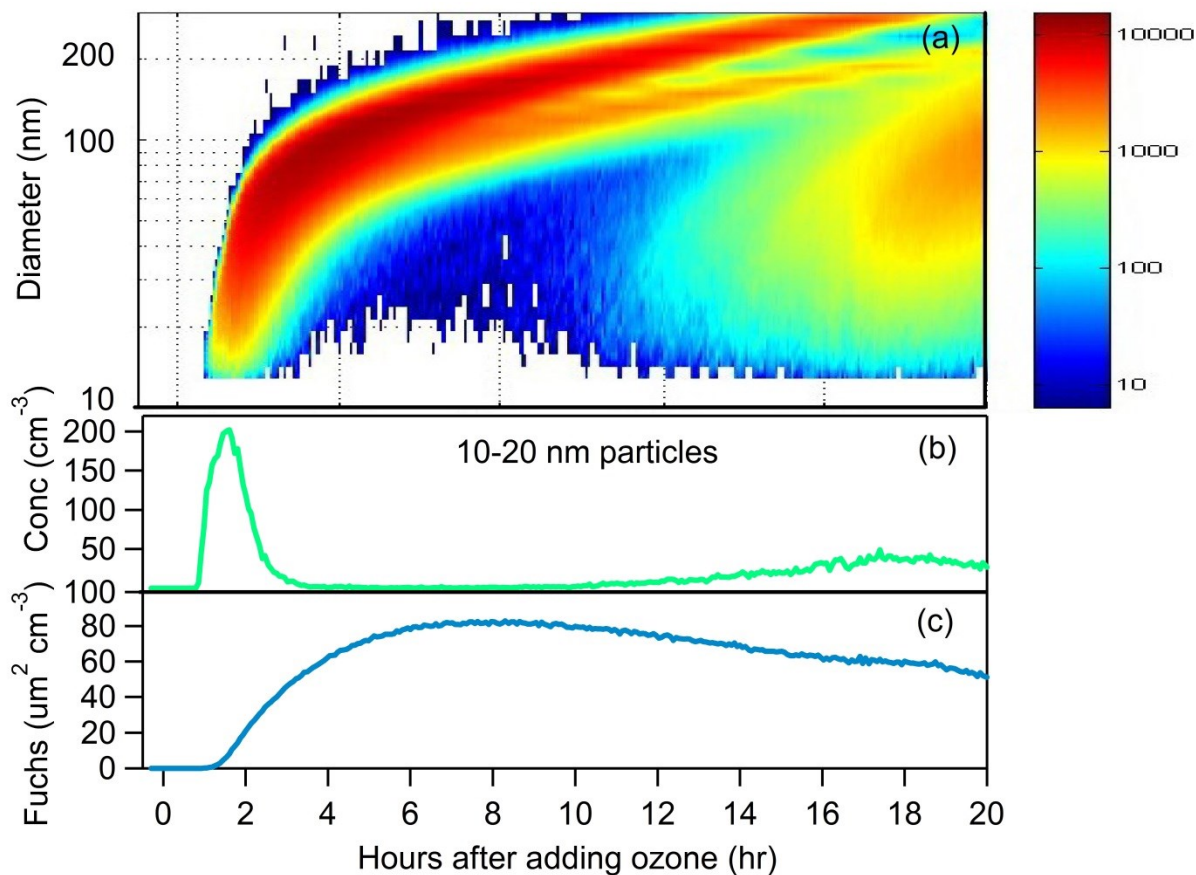 (a)
200
100
10
Diameter (nm)
10000
1000
100
10
(b)
10-20 nm particles
200
150
100
50
Conc (cm⁻³)
(c)
100
80
60
40
20
0
Fuchs (um² cm⁻³)
0 2 4 6 8 10 12 14 16 18 20
Hours after adding ozone (hr)